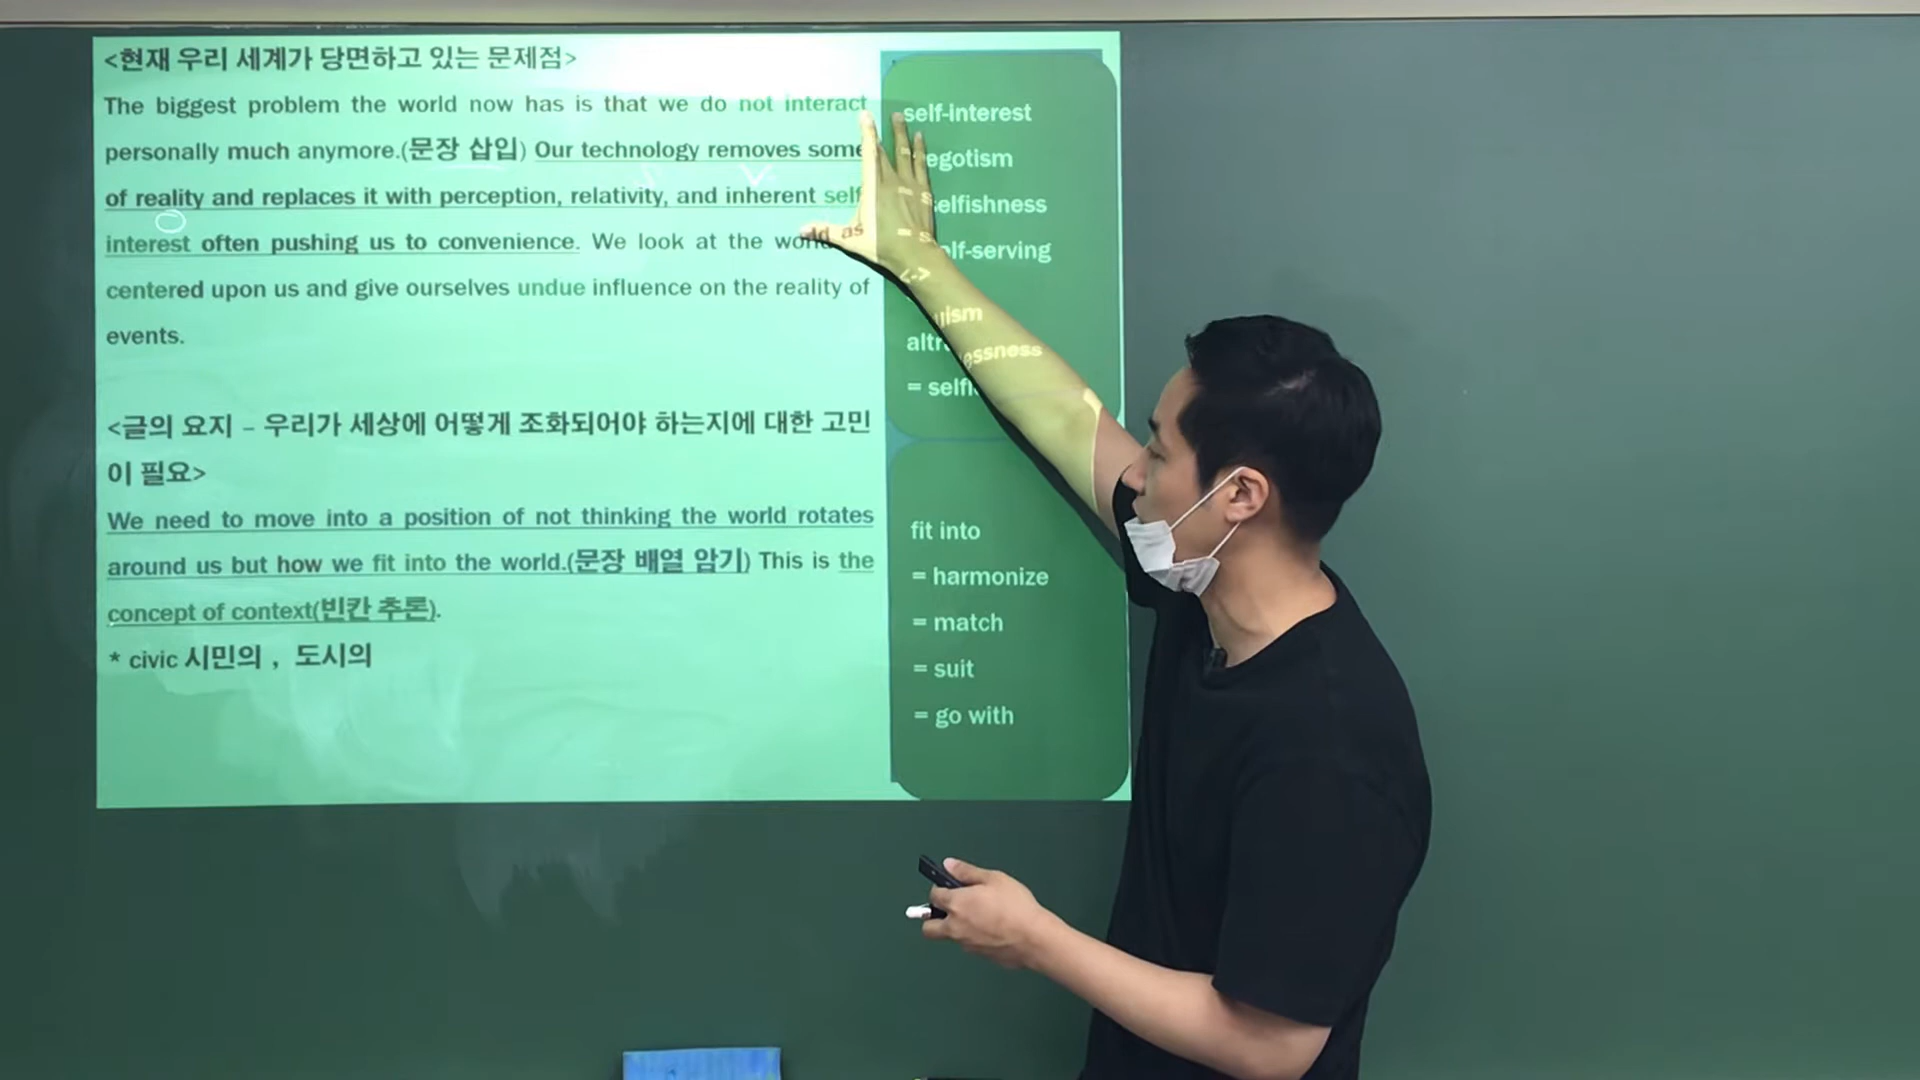 <현재 우리 세계가 당면하고 있는 문제점>
The biggest problem the world now has is that we do not interact
personally much anymore.(문장 삽입) Our technology removes some
of reality and replaces it with perception, relativity, and inherent self
interest often pushing us to convenience. We look at the world as
centered upon us and give ourselves undue influence on the reality of
events.
<글의 요지 – 우리가 세상에 어떻게 조화되어야 하는지에 대한 고민
이 필요>
We need to move into a position of not thinking the world rotates
around us but how we fit into the world.(문장 배열 암기) This is the
concept of context(빈칸 추론).
* civic 시민의 , 도시의
self-interest
= egotism
= selfishness
= self-serving
<->
= selfl
fit into
= harmonize
= match
= suit
= go with